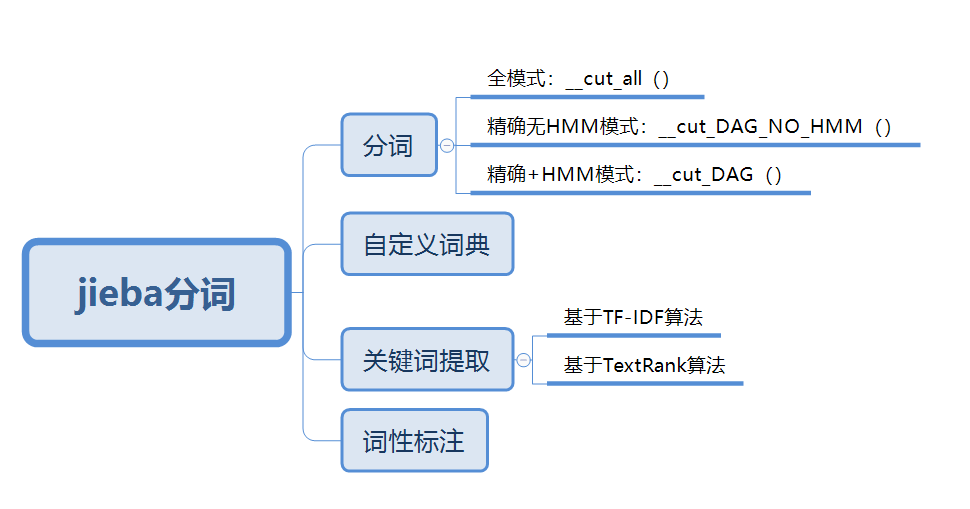 jieba分词
分词
全模式：__cut_all（）
精确无HMM模式：__cut_DAG_NO_HMM（）
精确+HMM模式：__cut_DAG（）
自定义词典
关键词提取
基于TF-IDF算法
基于TextRank算法
词性标注